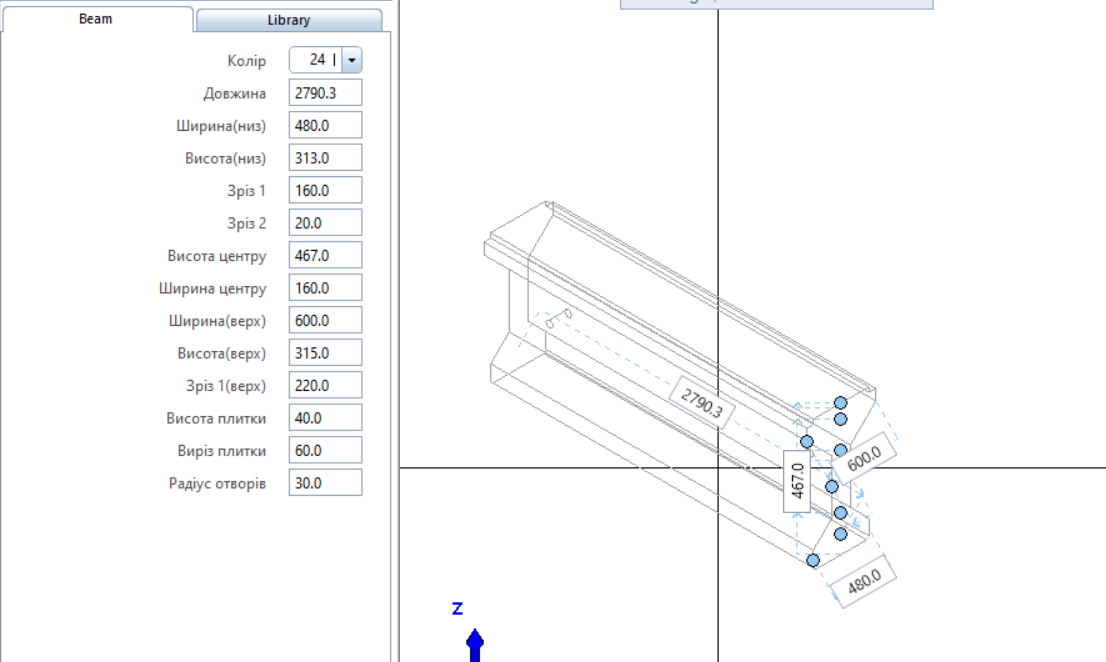 Beam
Library
Колір 24
Довжина 2790.3
Ширина(низ) 480.0
Висота(низ) 313.0
Зріз 1 160.0
Зріз 2 20.0
Висота центру 467.0
Ширина центру 160.0
Ширина(верх) 600.0
Висота(верх) 315.0
Зріз 1(верх) 220.0
Висота плитки 40.0
Виріз плитки 60.0
Радіус отворів 30.0
2790.3
600.0
467.0
480.0
Z